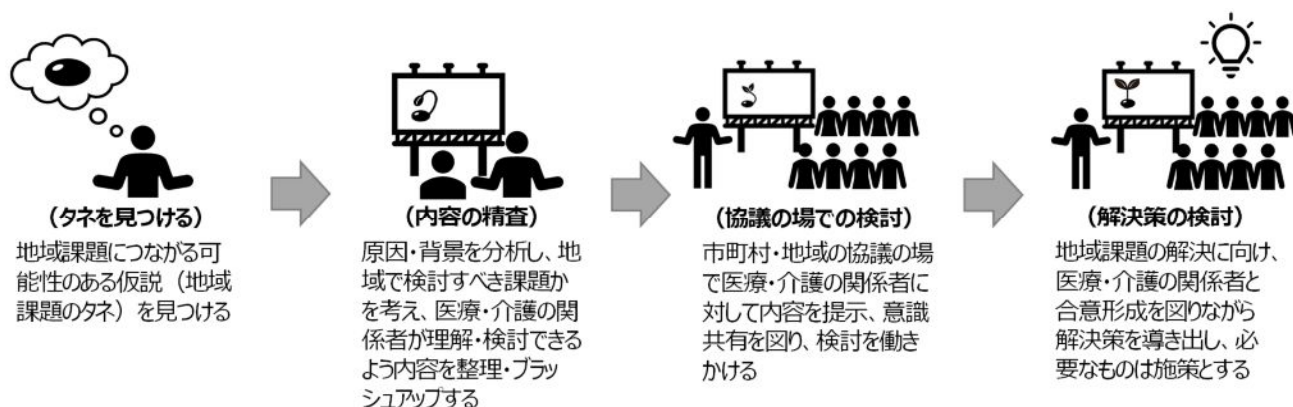 (タネを見つける)
地域課題につながる可
能性のある仮説(地域
課題のタネ)を見つける
(内容の精査)
原因・背景を分析し、地
域で検討すべき課題か
を考え、医療・介護の関
係者が理解・検討できる
よう内容を整理・ブラッ
シュアップする
(協議の場での検討)
市町村・地域の協議の場
で医療・介護の関係者に
対して内容を提示、意識
共有を図り、検討を働き
かける
(解決策の検討)
地域課題の解決に向け、
医療・介護の関係者と
合意形成を図りながら
解決策を導き出し、必
要なものは施策とする